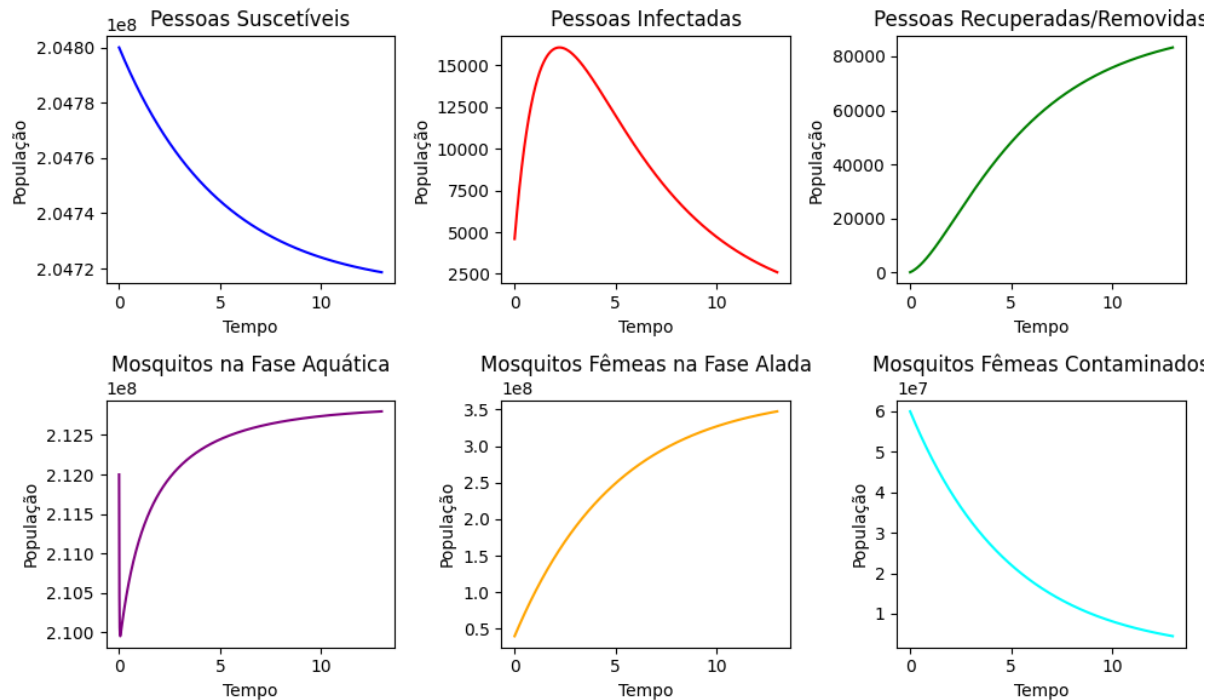 Pessoas Suscetíveis
1e8
2.0480
2.0478
2.0476
2.0474
2.0472
População
0 5 10
Tempo
Pessoas Infectadas
15000
12500
10000
7500
5000
2500
População
0 5 10
Tempo
Pessoas Recuperadas/Removidas
80000
60000
40000
20000
0
População
0 5 10
Tempo
Mosquitos na Fase Aquática
1e8
2.125
2.120
2.115
2.110
2.105
2.100
População
0 5 10
Tempo
Mosquitos Fêmeas na Fase Alada
1e8
3.5
3.0
2.5
2.0
1.5
1.0
0.5
População
0 5 10
Tempo
Mosquitos Fêmeas Contaminados
1e7
6
5
4
3
2
1
População
0 5 10
Tempo